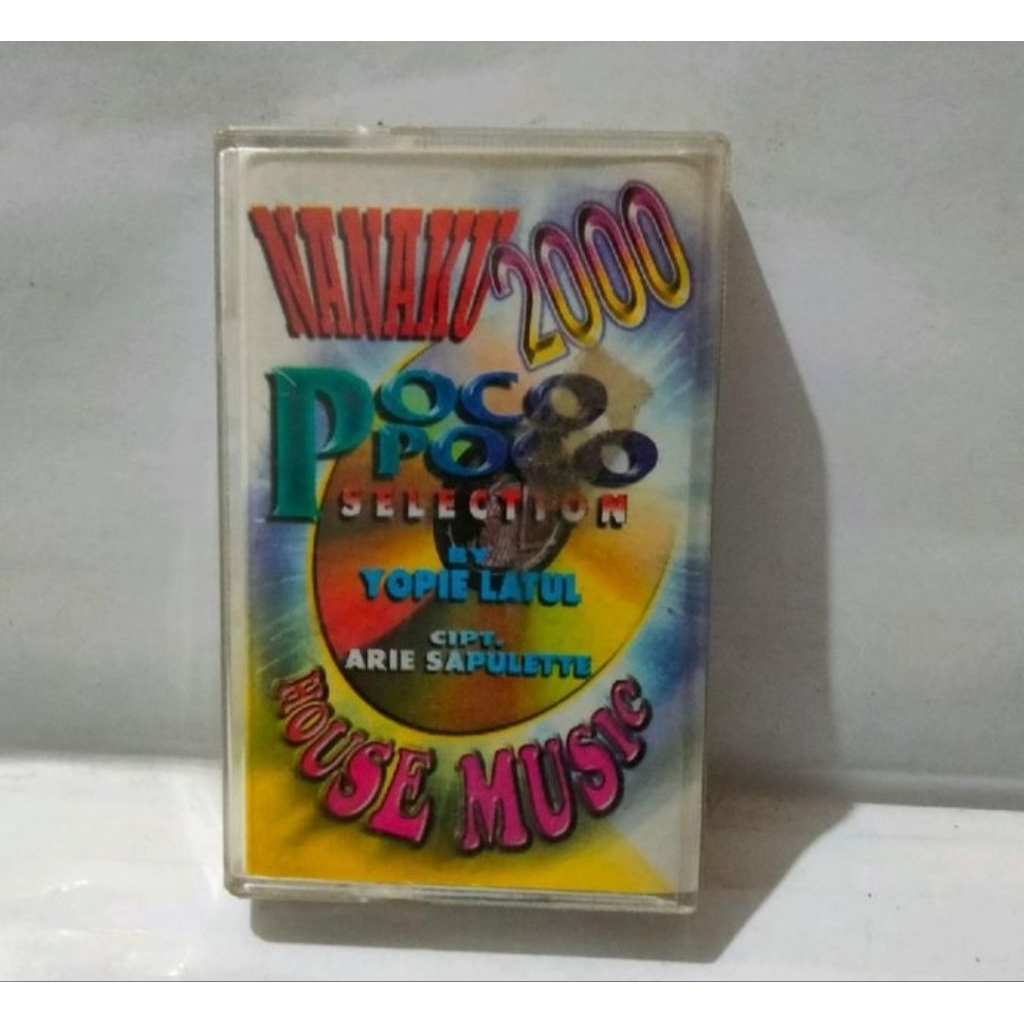 NANAKU 2000
POCO
POCO
SELECTION
BY
YOPIE LATUL
CIPT.
ARIE SAPULETTE
HOUSE MUSIC